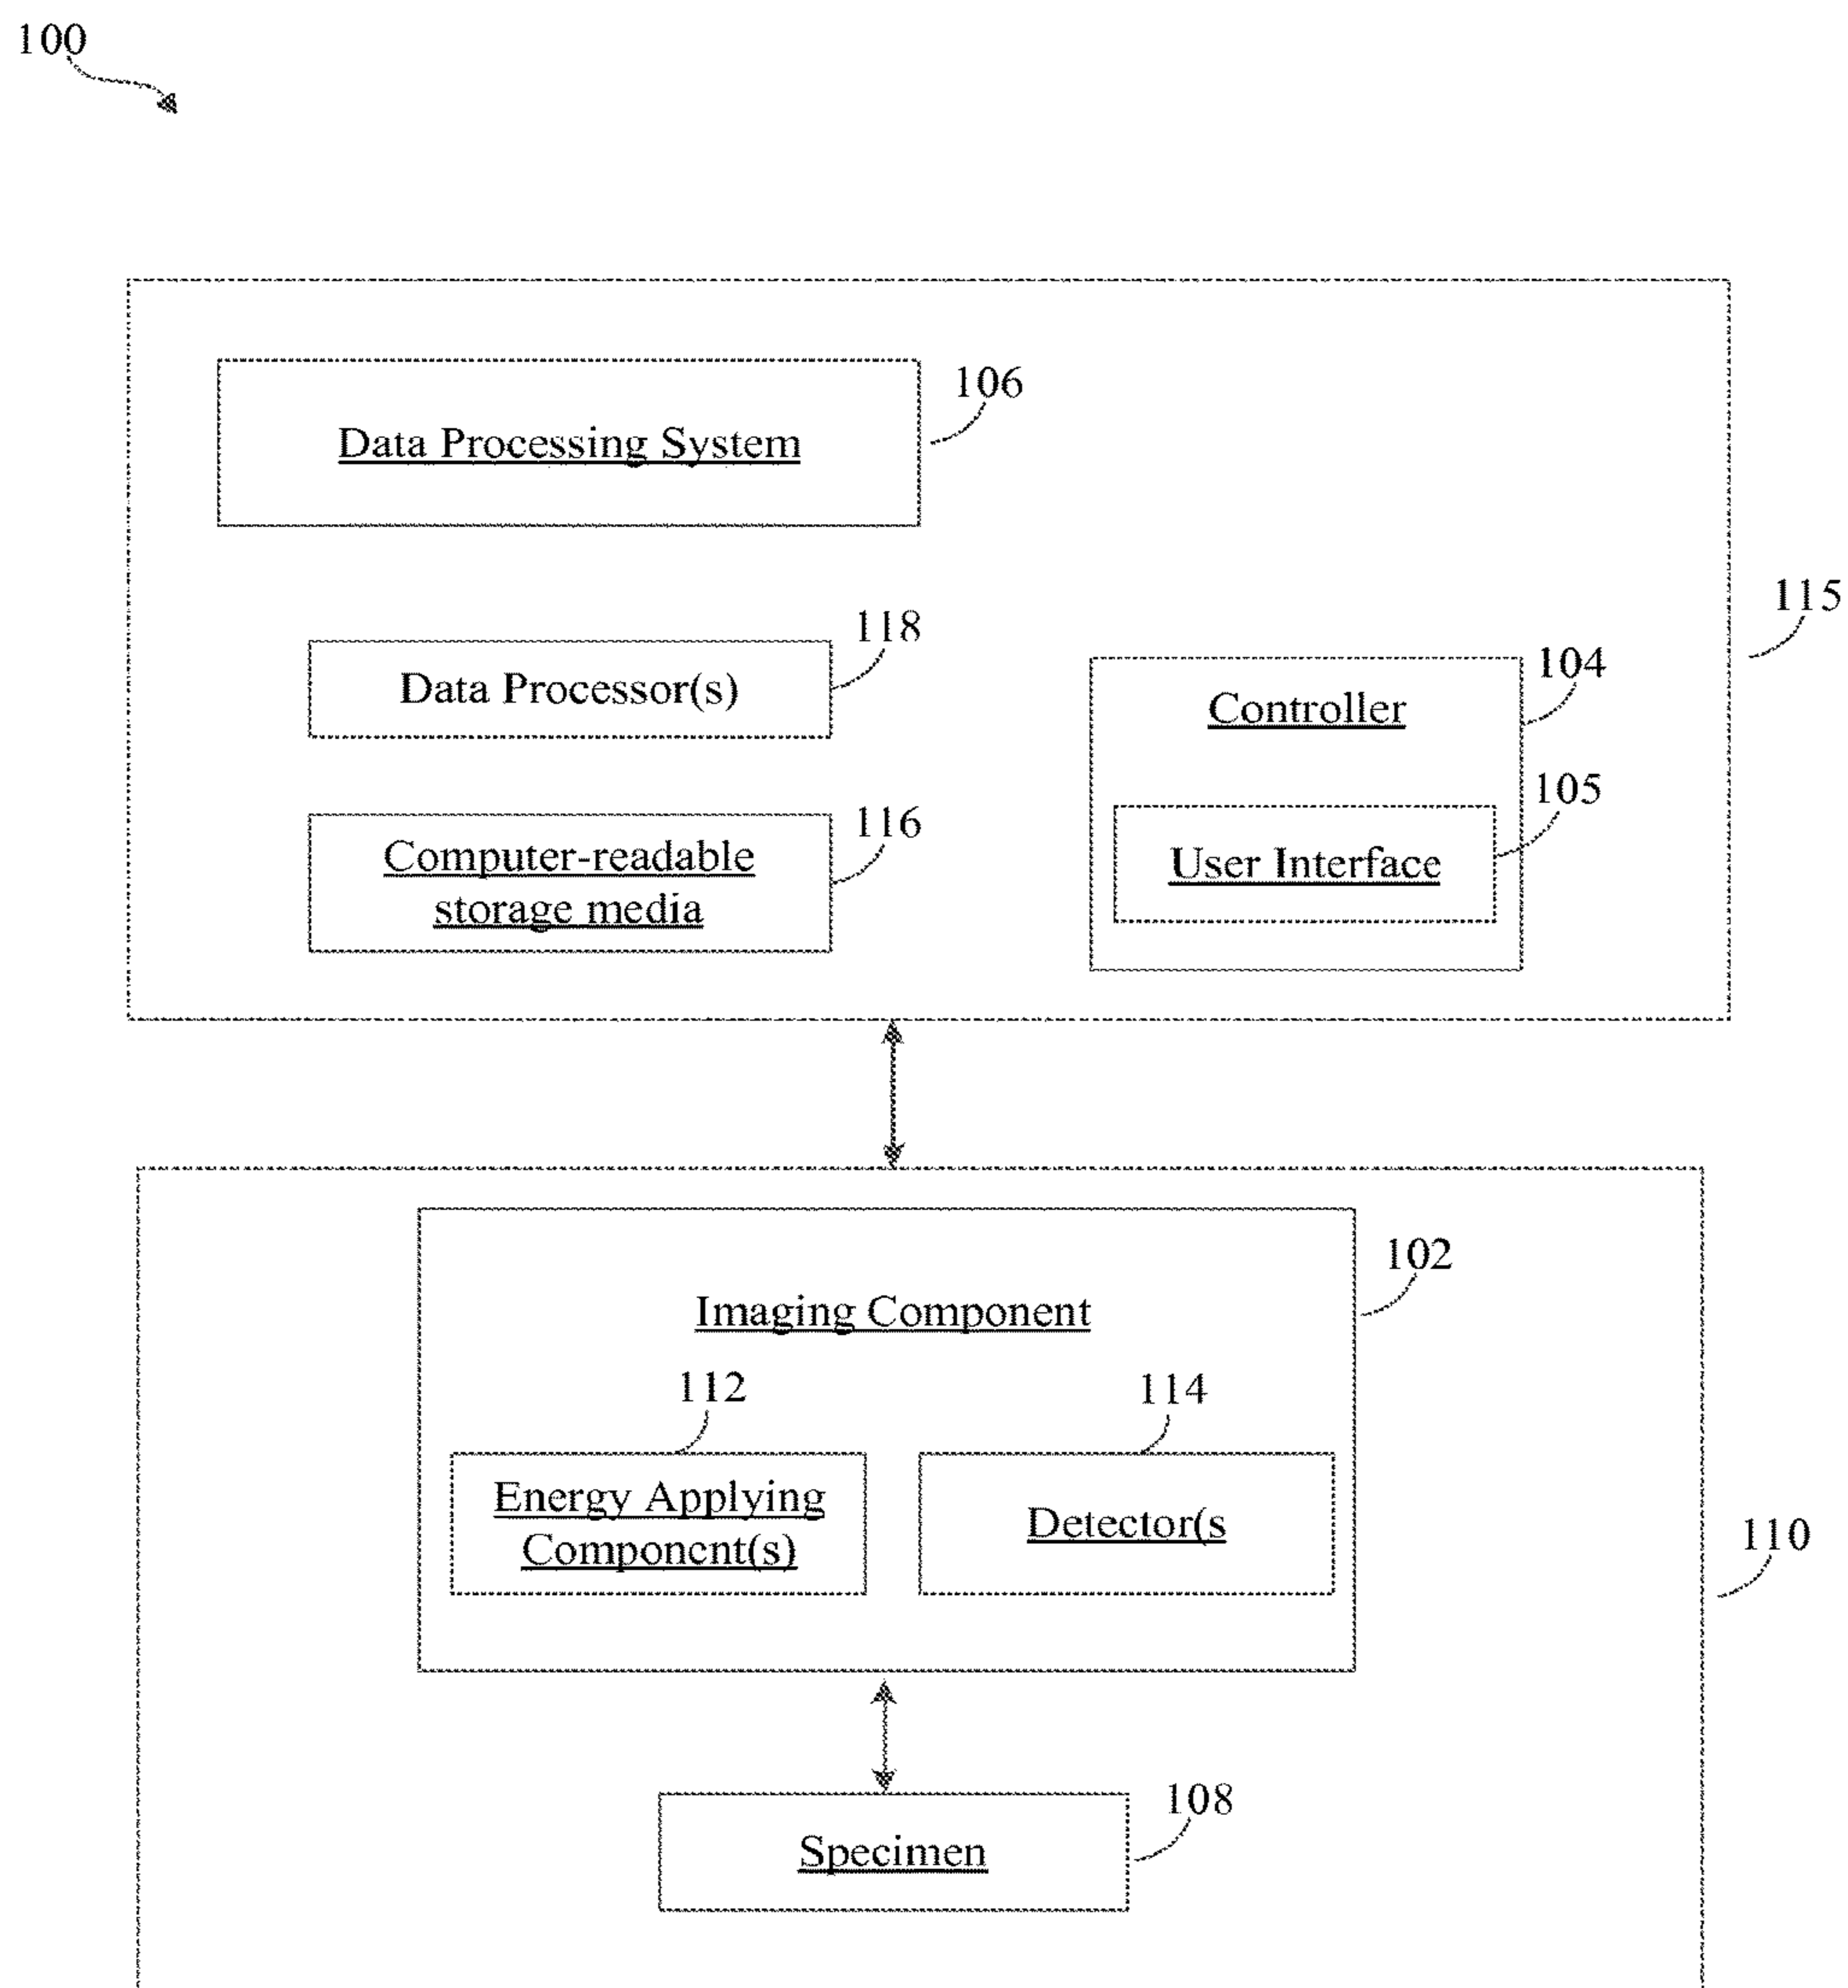 100
106
Data Processing System
115
118
Data Processor(s)
104
Controller
105
User Interface
116
Computer-readable
storage media
102
Imaging Component
112
114
Energy Applying
Component(s)
Detector(s
110
108
Specimen